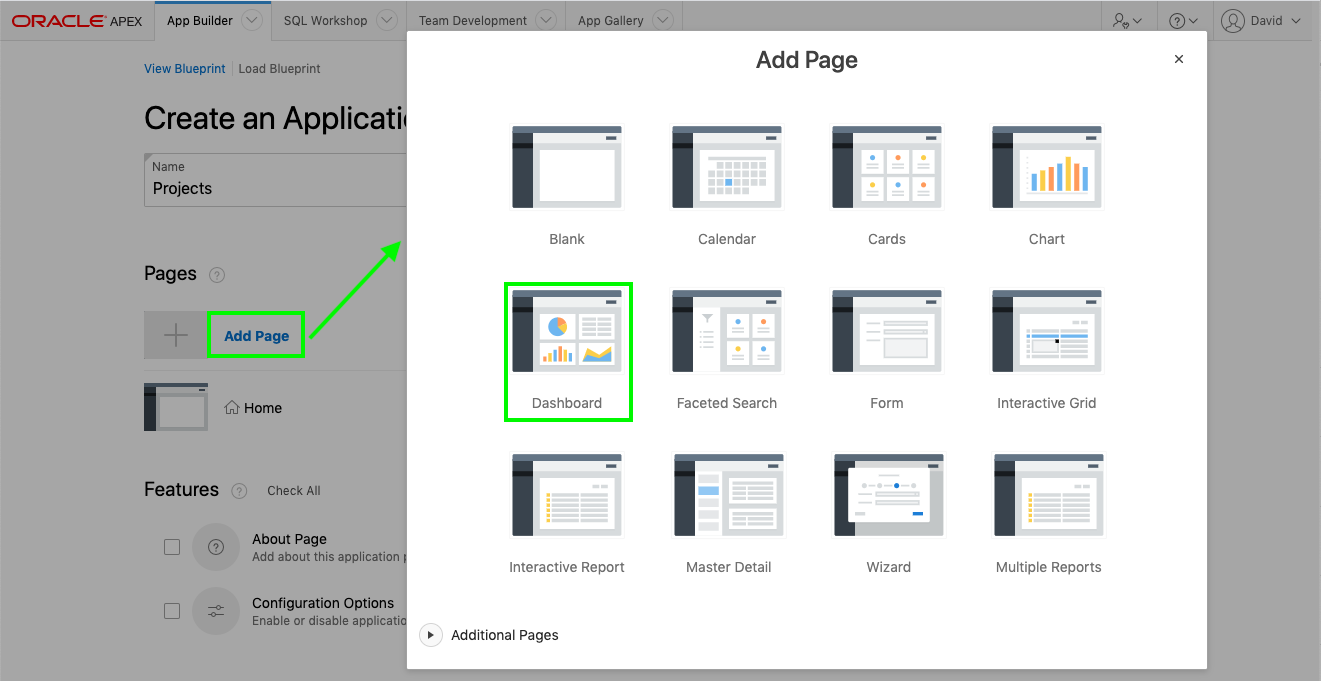 ORACLE APEX App Builder SQL Workshop Team Development App Gallery ? David
View Blueprint Load Blueprint
Create an Applicati
Name
Projects
Pages ?
Add Page
Home
Features ? Check All
? About Page
Add about this application p
Configuration Options
Enable or disable applicatio
Add Page ×
Blank Calendar Cards Chart
Dashboard Faceted Search Form Interactive Grid
Interactive Report Master Detail Wizard Multiple Reports
Additional Pages